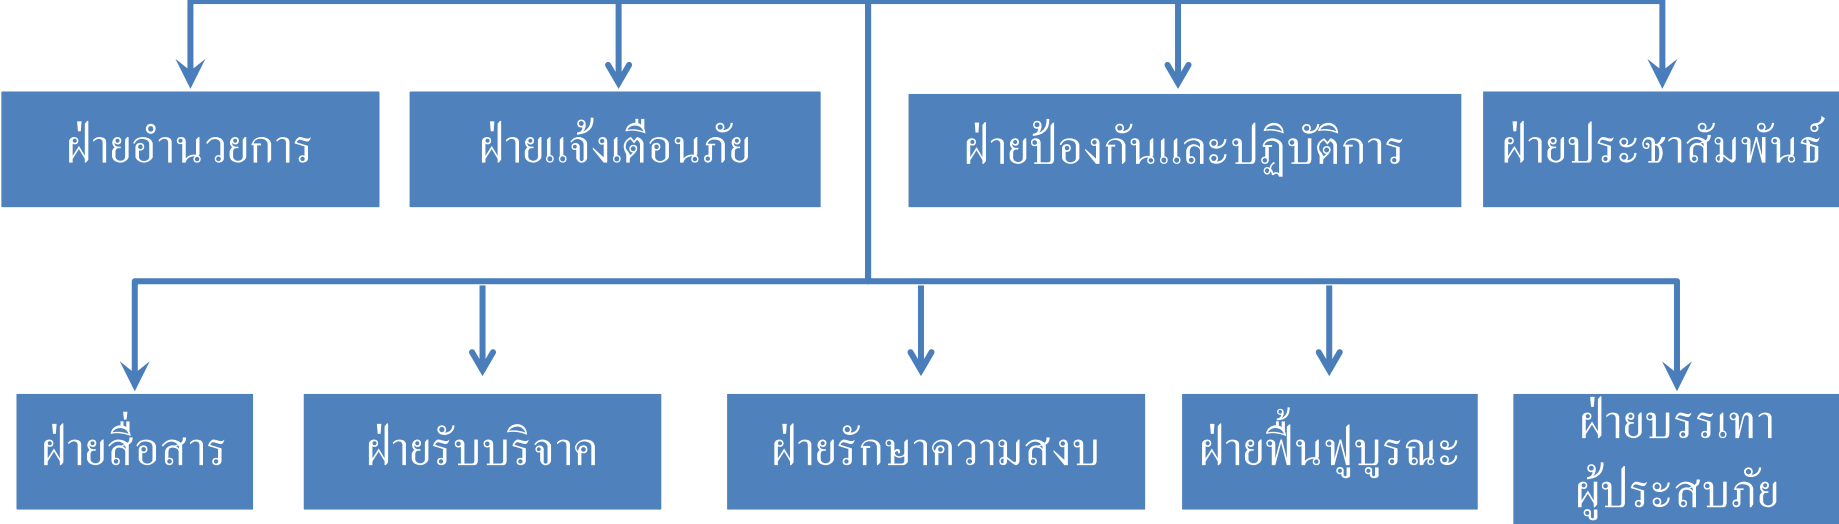 ฝ่ายอำนวยการ
ฝ่ายแจ้งเตือนภัย
ฝ่ายป้องกันและปฏิบัติการ
ฝ่ายประชาสัมพันธ์
ฝ่ายสื่อสาร
ฝ่ายรับบริจาค
ฝ่ายรักษาความสงบ
ฝ่ายฟื้นฟูบูรณะ
ฝ่ายบรรเทา
ผู้ประสบภัย